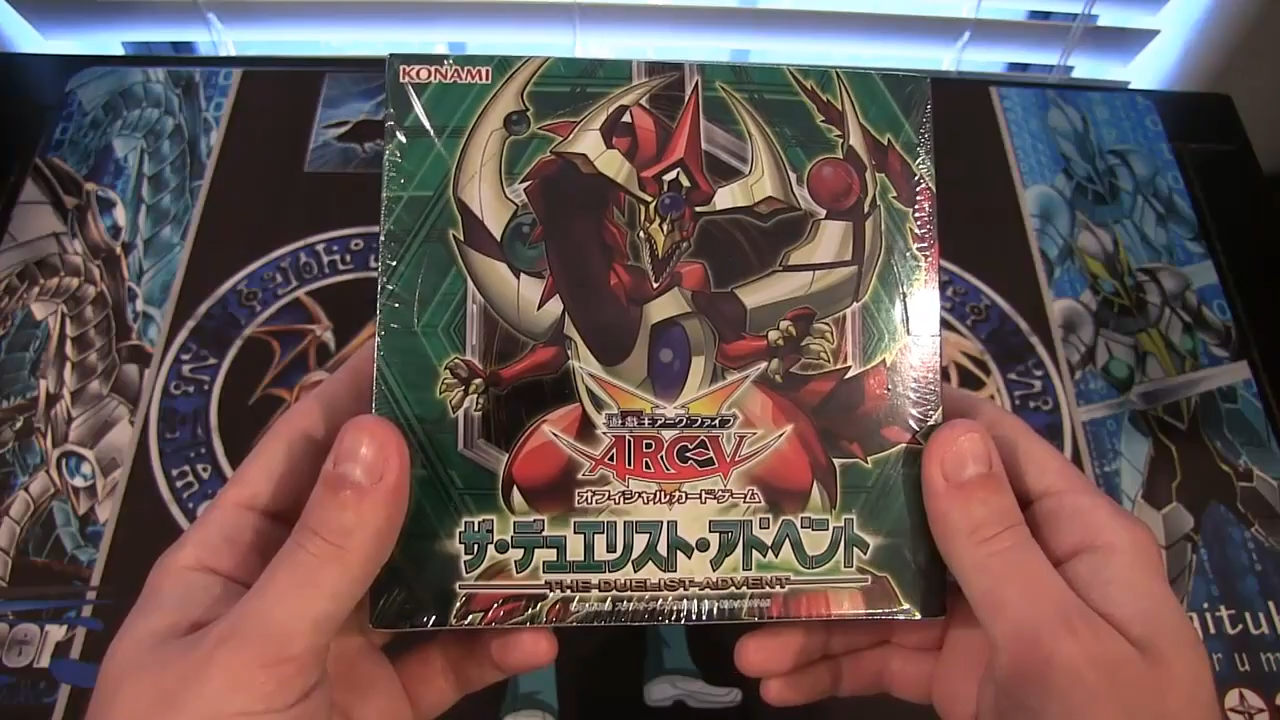 KONAMI
遊戯王アーク・ファイブ
ARC-V
オフィシャルカードゲーム
ザ・デュエリスト・アドベント
THE DUELIST ADVENT